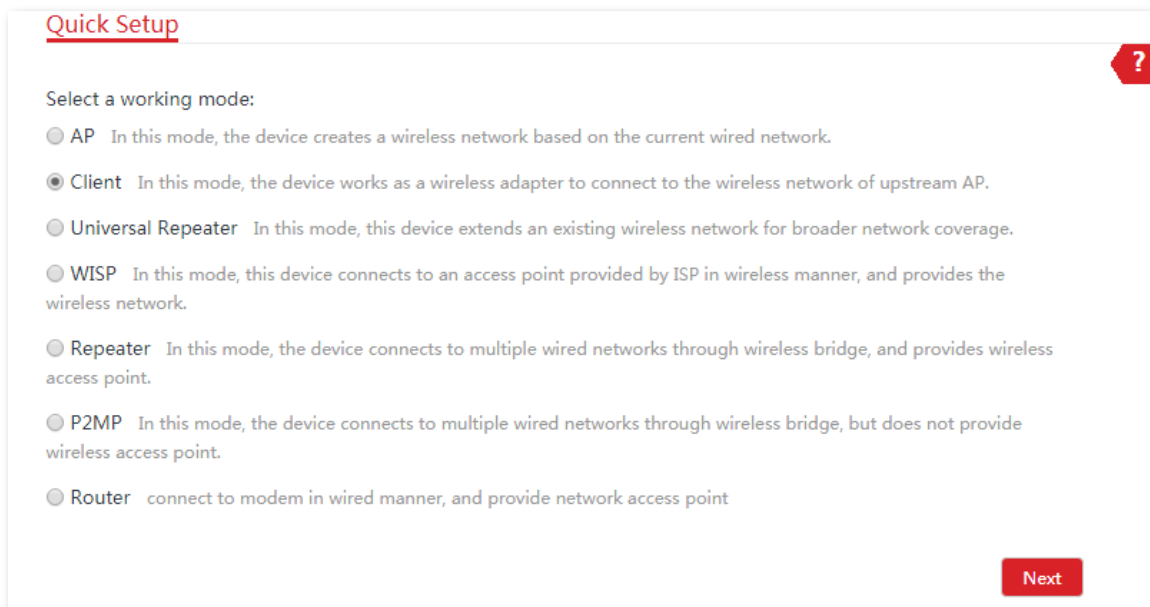 Quick Setup
?
Select a working mode:
AP In this mode, the device creates a wireless network based on the current wired network.
Client In this mode, the device works as a wireless adapter to connect to the wireless network of upstream AP.
Universal Repeater In this mode, this device extends an existing wireless network for broader network coverage.
WISP In this mode, this device connects to an access point provided by ISP in wireless manner, and provides the
wireless network.
Repeater In this mode, the device connects to multiple wired networks through wireless bridge, and provides wireless
access point.
P2MP In this mode, the device connects to multiple wired networks through wireless bridge, but does not provide
wireless access point.
Router connect to modem in wired manner, and provide network access point
Next